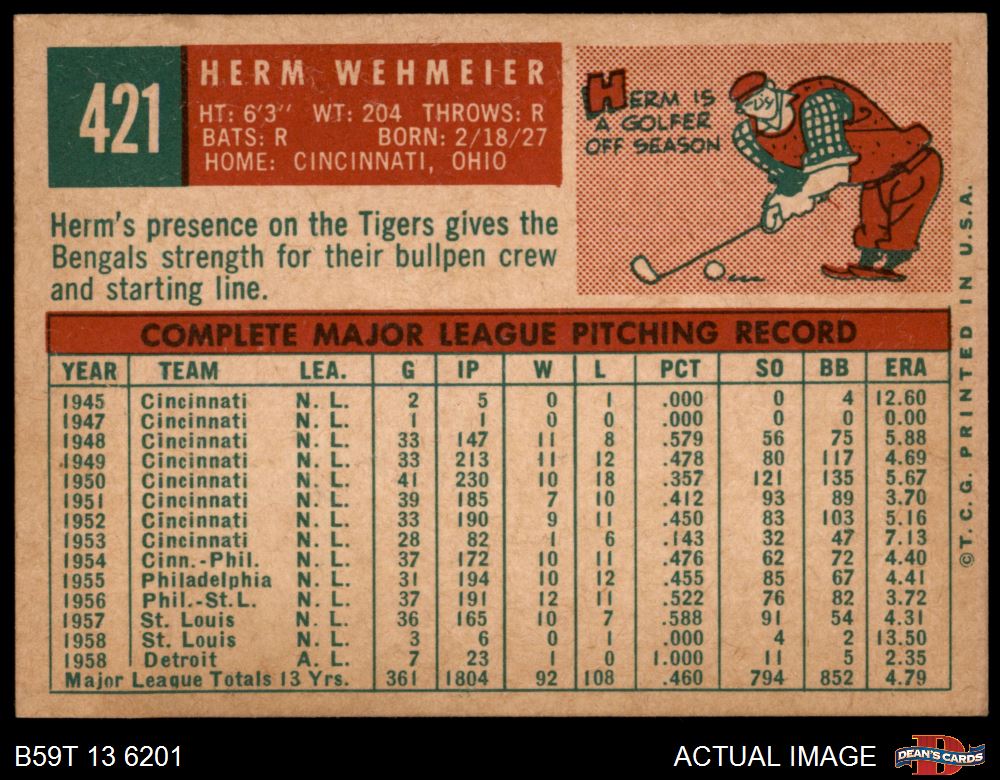 421
HERM WEHMEIER
HT: 6'3" WT: 204 THROWS: R
BATS: R BORN: 2/18/27
HOME: CINCINNATI, OHIO
HERM IS
A GOLFER
OFF SEASON
Herm's presence on the Tigers gives the
Bengals strength for their bullpen crew
and starting line.
COMPLETE MAJOR LEAGUE PITCHING RECORD
YEAR TEAM LEA. G IP W L PCT SO BB ERA
1945 Cincinnati N. L. 2 5 0 1 .000 0 4 12.60
1947 Cincinnati N. L. 1 1 0 0 .000 0 0 0.00
1948 Cincinnati N. L. 33 147 11 8 .579 56 75 5.88
1949 Cincinnati N. L. 33 213 11 12 .478 80 117 4.69
1950 Cincinnati N. L. 41 230 10 18 .357 121 135 5.67
1951 Cincinnati N. L. 39 185 7 10 .412 93 89 3.70
1952 Cincinnati N. L. 33 190 9 11 .450 83 103 5.16
1953 Cincinnati N. L. 28 82 1 6 .143 32 47 7.13
1954 Cinn.-Phil. N. L. 37 172 10 11 .476 62 72 4.40
1955 Philadelphia N. L. 31 194 10 12 .455 85 67 4.41
1956 Phil.-St.L. N. L. 37 191 12 11 .522 76 82 3.72
1957 St. Louis N. L. 36 165 10 7 .588 91 54 4.31
1958 St. Louis N. L. 3 6 0 1 .000 4 2 13.50
1958 Detroit A. L. 7 23 1 0 1.000 11 5 2.35
Major League Totals 13 Yrs. 361 1804 92 108 .460 794 852 4.79
©T. C. G. PRINTED IN U.S.A.
B59T 13 6201
ACTUAL IMAGE
DEAN'S CARDS